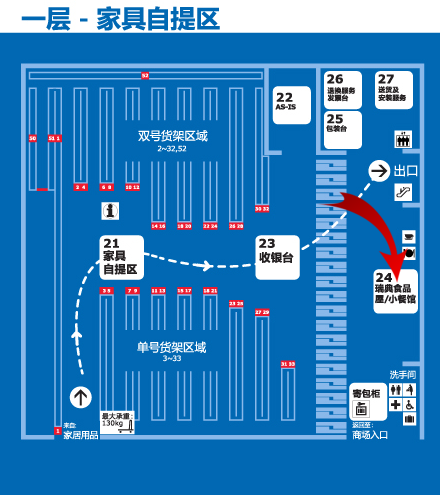 一层 - 家具自提区
52
26
退换服务
发票台
27
送货及
安装服务
22
AS-IS
25
包装台
50
51 1
双号货架区域
2~32,52
3 4
6 8
10 12
出口
30 32
14 16
18 20
22 24
26 28
21
家具
自提区
23
收银台
24
瑞典食品
屋/小餐馆
3 5
7 9
11 13
15 17
18 21
23 25
27 29
单号货架区域
3~33
31 33
洗手间
寄包柜
最大承重:
130kg
1
来自:
家居用品
返回至:
商场入口